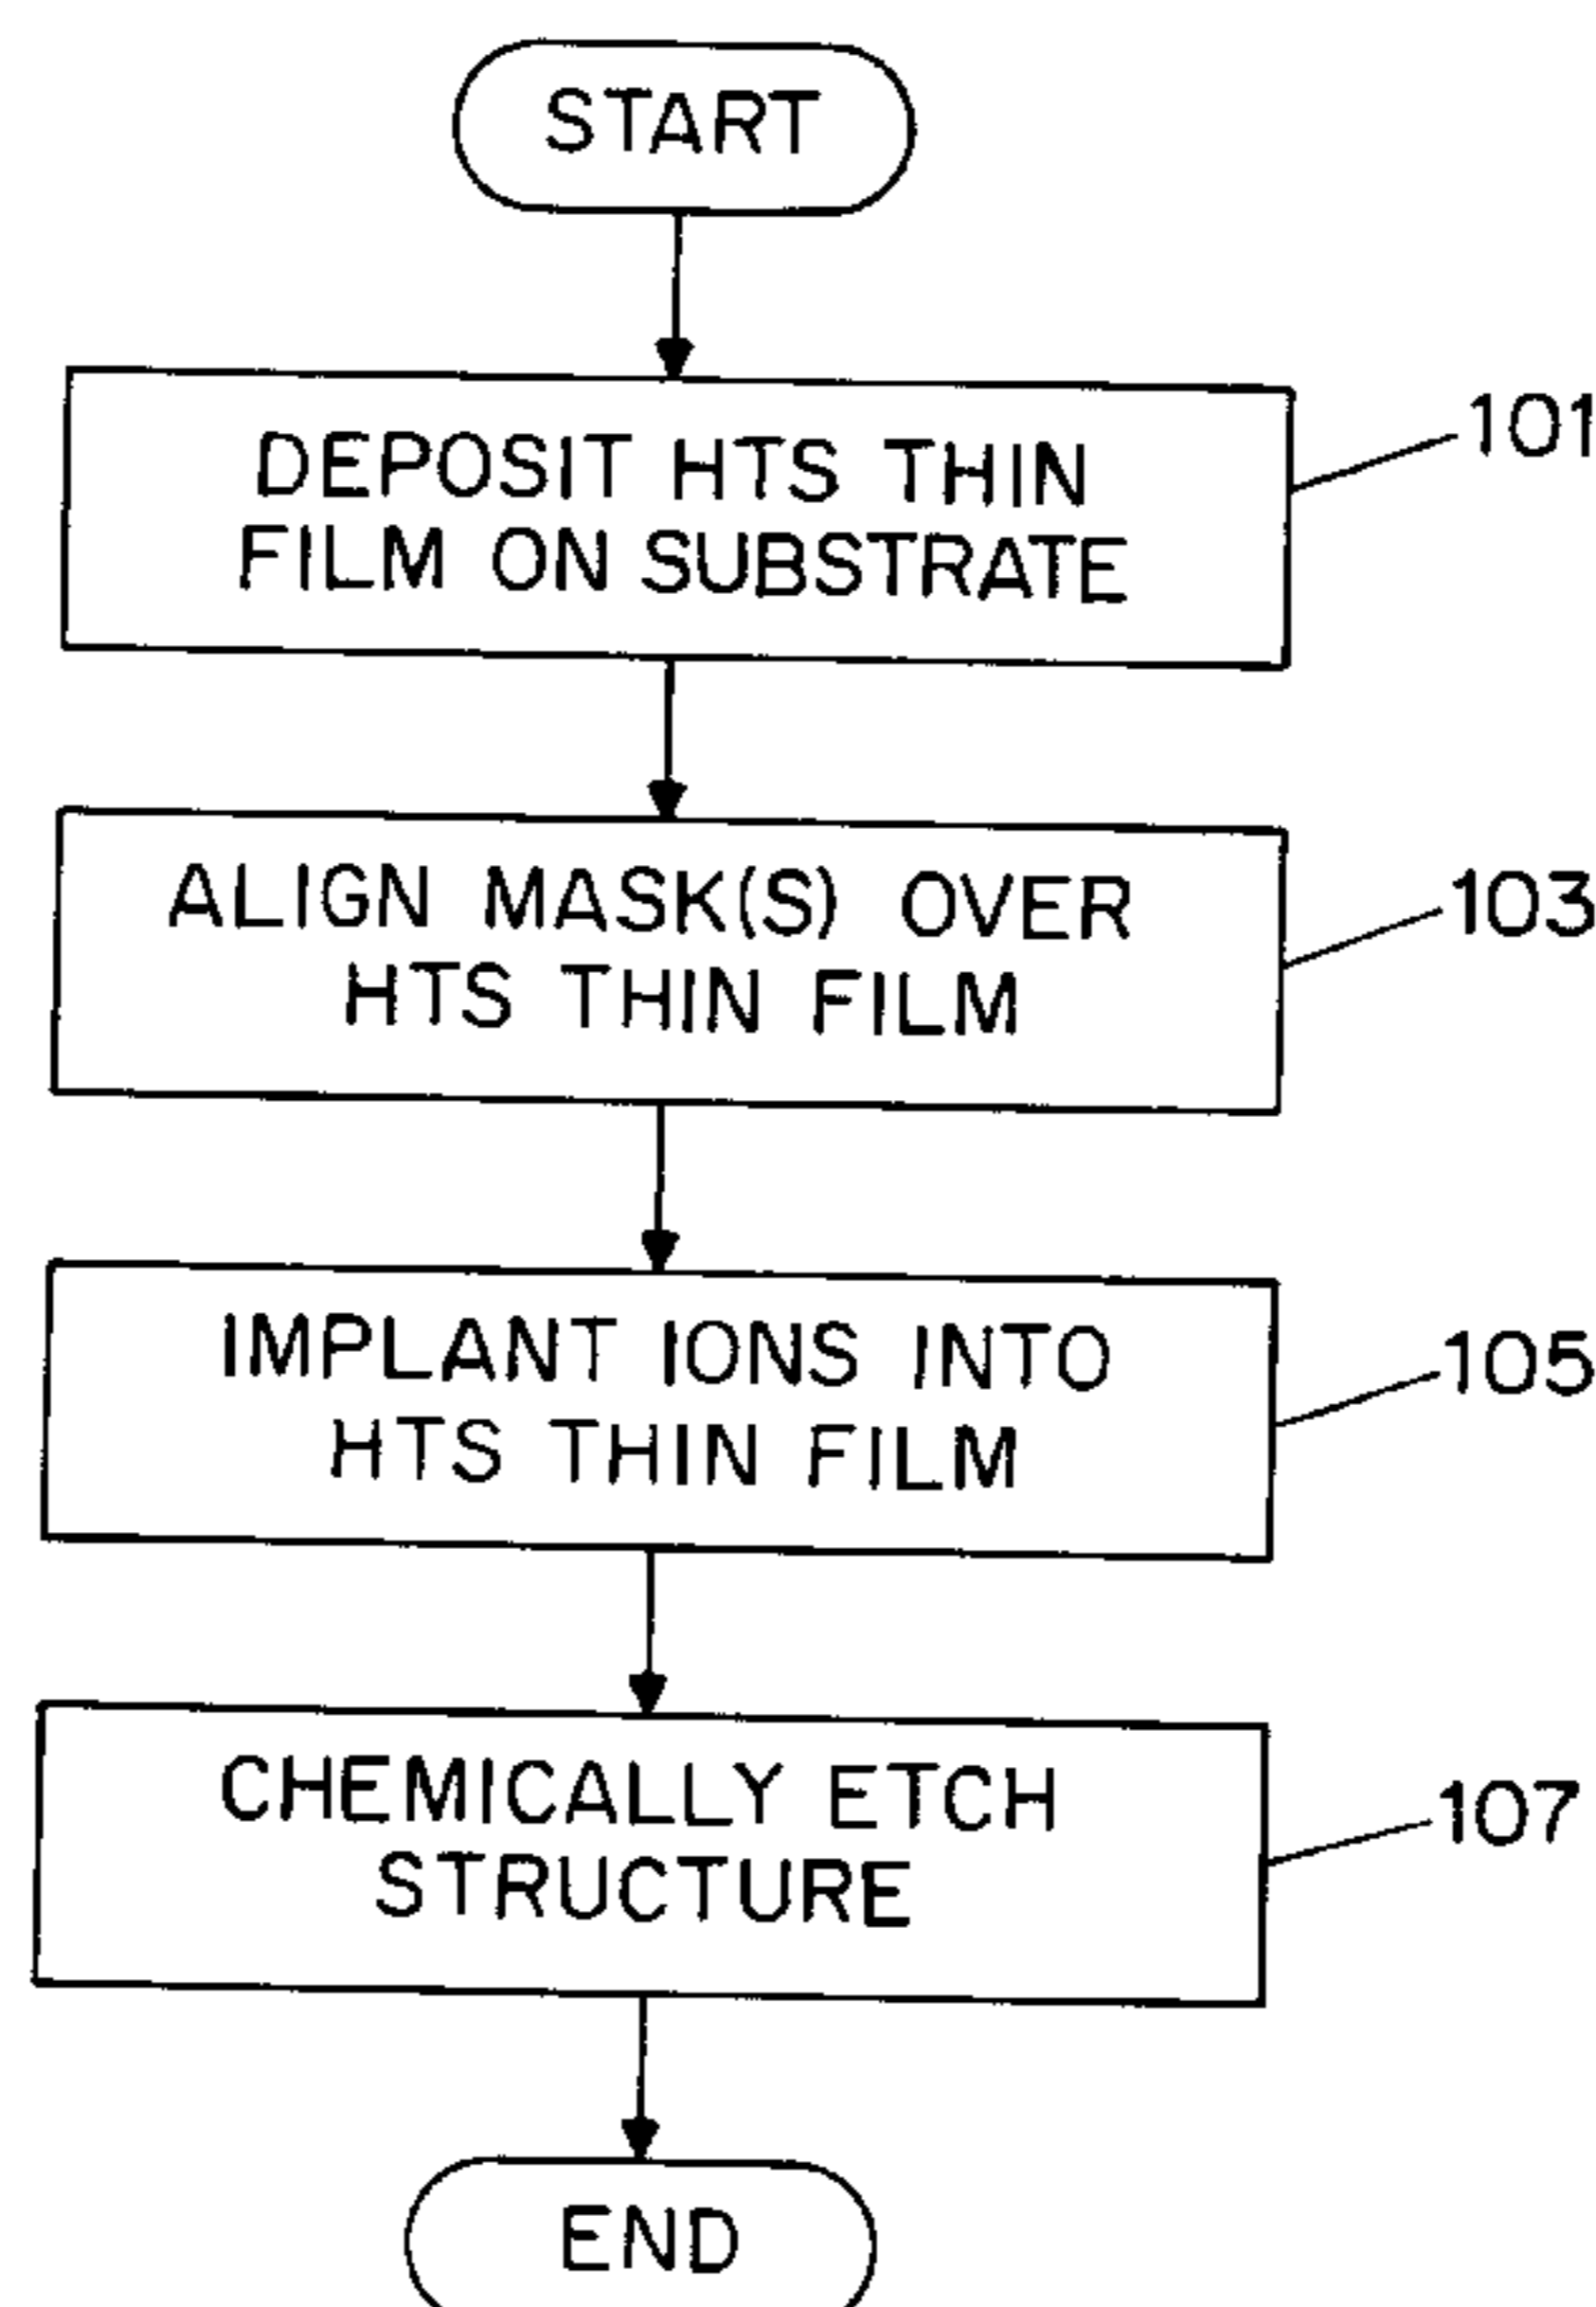 START
DEPOSIT HTS THIN
FILM ON SUBSTRATE
101
ALIGN MASK(S) OVER
HTS THIN FILM
103
IMPLANT IONS INTO
HTS THIN FILM
105
CHEMICALLY ETCH
STRUCTURE
107
END